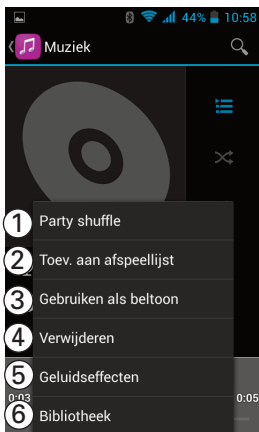 44% 10:58
Muziek
1 Party shuffle
2 Toev. aan afspeellijst
3 Gebruiken als beltoon
4 Verwijderen
5 Geluidseffecten
0:03 0:05
6 Bibliotheek